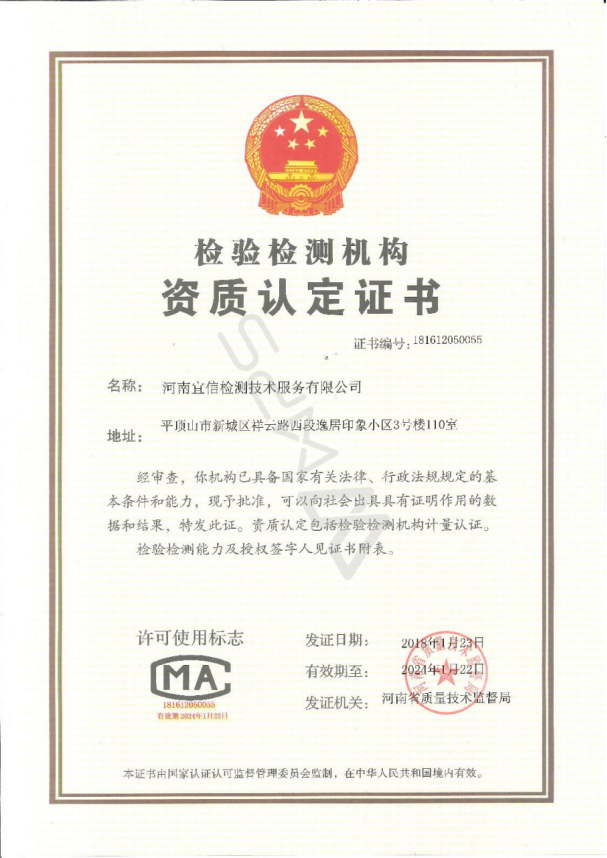 检验检测机构
资质认定证书
证书编号:181612050055
名称: 河南宜信检测技术服务有限公司
地址: 平顶山市新城区祥云路西段逸居印象小区3号楼110室
经审查,你机构已具备国家有关法律、行政法规规定的基
本条件和能力,现予批准,可以向社会出具具有证明作用的数
据和结果,特发此证。资质认定包括检验检测机构计量认证。
检验检测能力及授权签字人见证书附表。
许可使用标志
MA
181612050055
有效期2024年1月22日
发证日期: 2018年1月23日
有效期至: 2024年1月22日
发证机关: 河南省质量技术监督局
河南省质量技术监督局
本证书由国家认证认可监督管理委员会监制,在中华人民共和国境内有效。